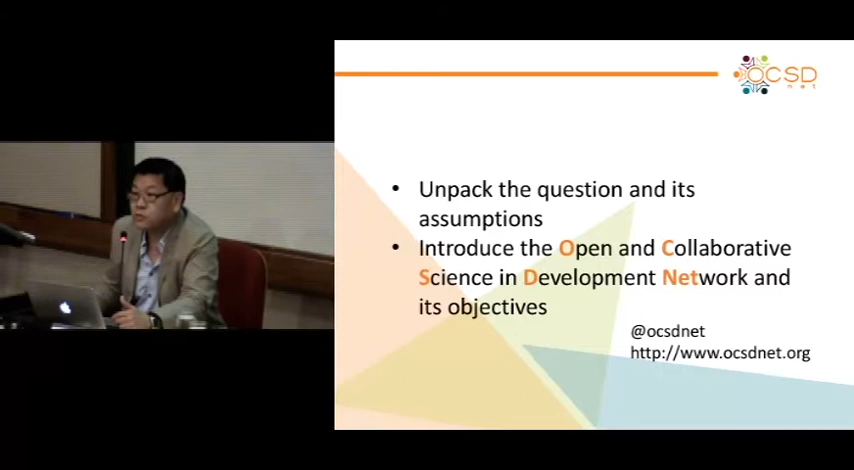 OCSD
net
• Unpack the question and its
assumptions
• Introduce the Open and Collaborative
Science in Development Network and
its objectives
@ocsdnet
http://www.ocsdnet.org